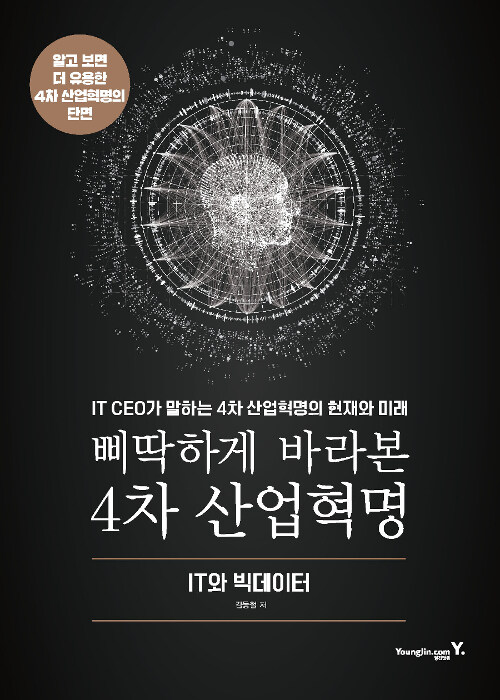 알고 보면
더 유용한
4차 산업혁명의
단면
IT CEO가 말하는 4차 산업혁명의 현재와 미래
삐딱하게 바라본
4차 산업혁명
IT와 빅데이터
김동철 저
YoungJin.com Y.
영진닷컴